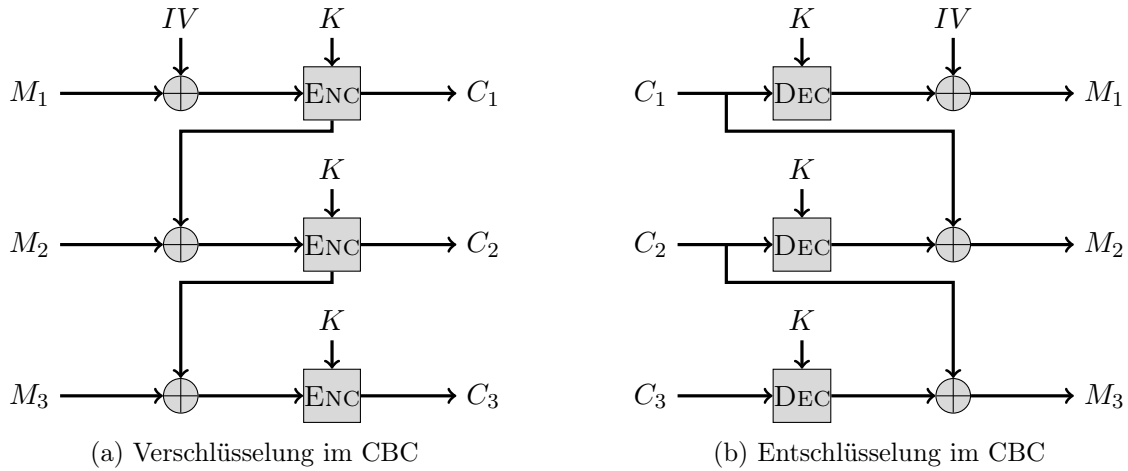 IV K
M₁ ENC C₁
K
M₂ ENC C₂
K
M₃ ENC C₃
(a) Verschlüsselung im CBC
K IV
C₁ DEC M₁
K
C₂ DEC M₂
K
C₃ DEC M₃
(b) Entschlüsselung im CBC